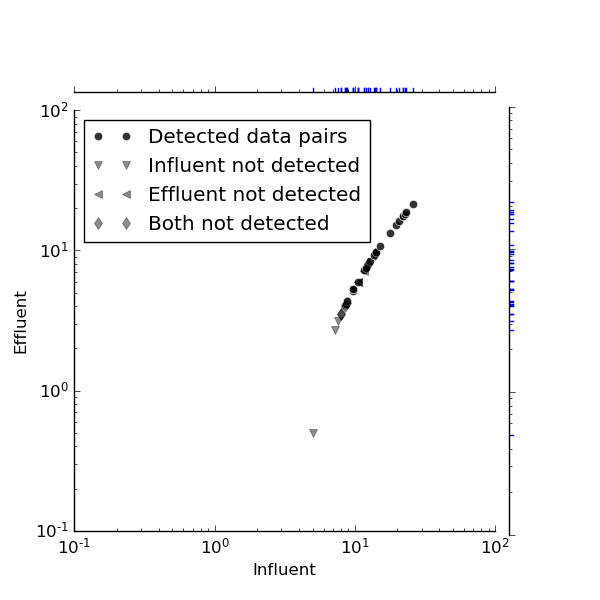 10²
Detected data pairs
Influent not detected
Effluent not detected
Both not detected
10¹
Effluent
10⁰
10⁻¹
10⁻¹ 10⁰ 10¹ 10²
Influent